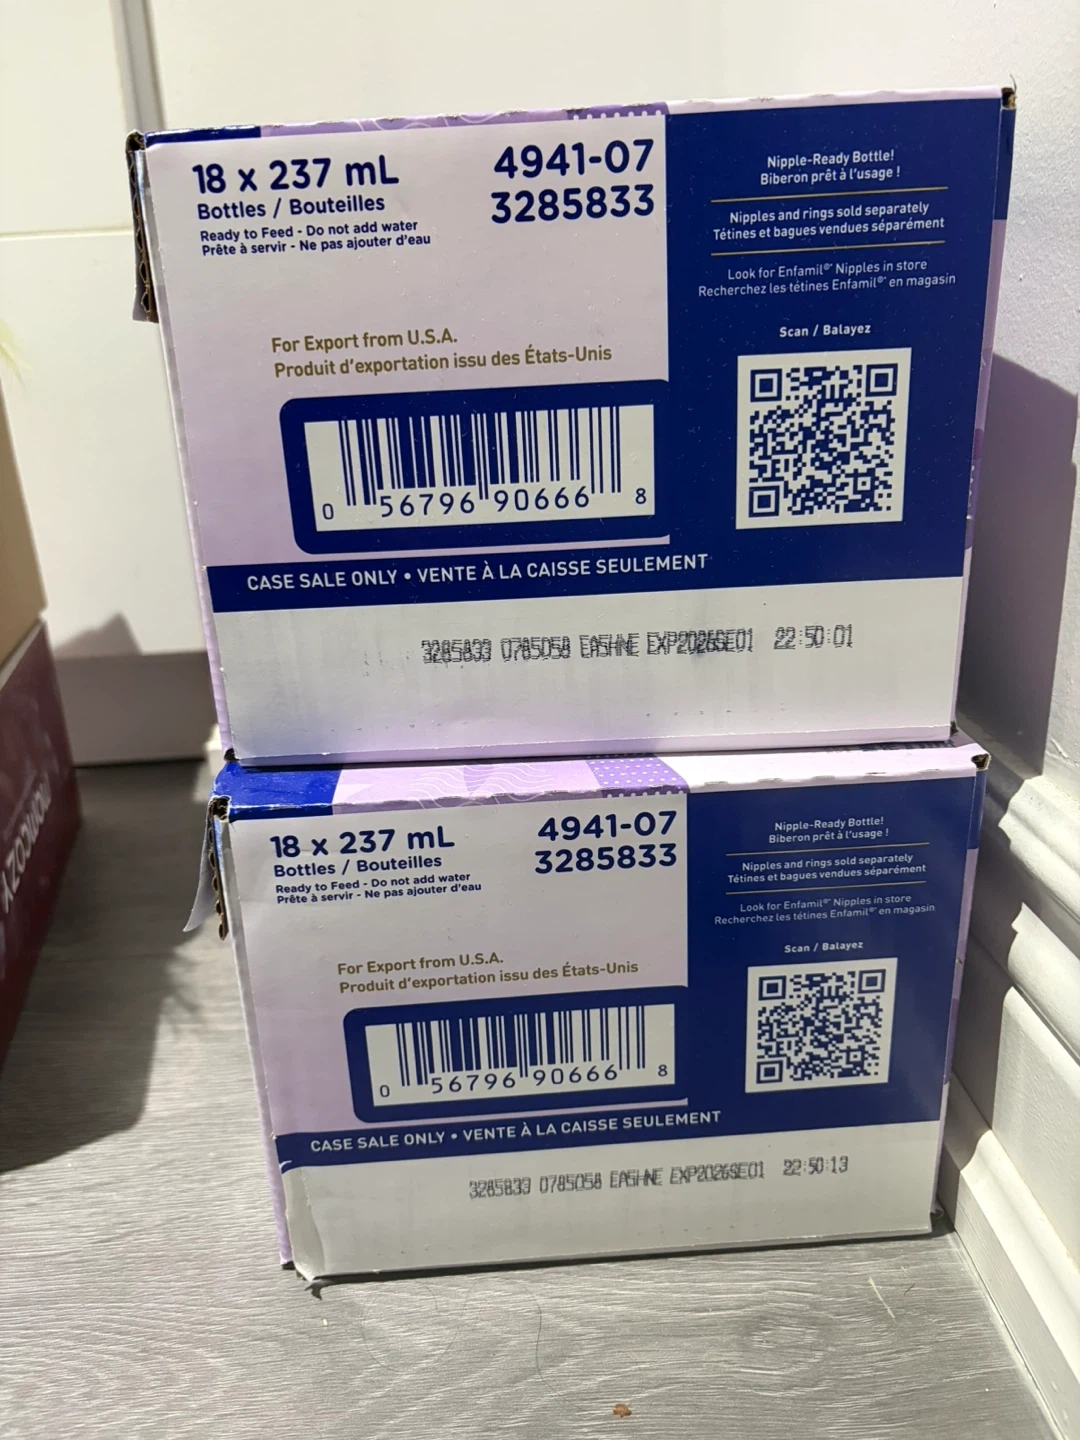 18 x 237 mL
Bottles / Bouteilles
Ready to Feed - Do not add water
Prête à servir - Ne pas ajouter d'eau
4941-07
3285833
Nipple-Ready Bottle!
Biberon prêt à l'usage !
Nipples and rings sold separately
Tétines et bagues vendues séparément
Look for Enfamil®* Nipples in store
Recherchez les tétines Enfamil®* en magasin
Scan / Balayez
For Export from U.S.A.
Produit d'exportation issu des États-Unis
0 56796 90666 8
CASE SALE ONLY • VENTE À LA CAISSE SEULEMENT
3285833 0785058 EA5HNE EXP2026SE01 22:50:01
18 x 237 mL
Bottles / Bouteilles
Ready to Feed - Do not add water
Prête à servir - Ne pas ajouter d'eau
4941-07
3285833
Nipple-Ready Bottle!
Biberon prêt à l'usage !
Nipples and rings sold separately
Tétines et bagues vendues séparément
Look for Enfamil®* Nipples in store
Recherchez les tétines Enfamil®* en magasin
Scan / Balayez
For Export from U.S.A.
Produit d'exportation issu des États-Unis
0 56796 90666 8
CASE SALE ONLY • VENTE À LA CAISSE SEULEMENT
3285833 0785058 EA5HNE EXP2026SE01 22:50:13